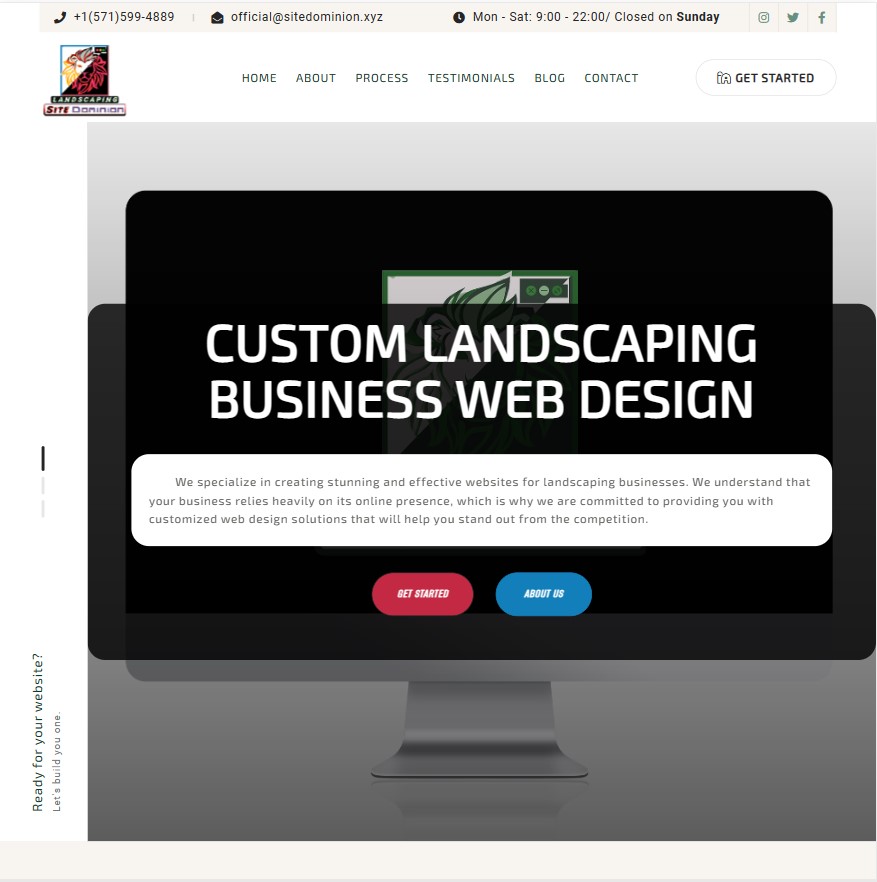 +1(571)599-4889
official@sitedominion.xyz
Mon - Sat: 9:00 - 22:00/ Closed on Sunday
LANDSCAPING
SITE Dominion
HOME
ABOUT
PROCESS
TESTIMONIALS
BLOG
CONTACT
GET STARTED
CUSTOM LANDSCAPING
BUSINESS WEB DESIGN
We specialize in creating stunning and effective websites for landscaping businesses. We understand that
your business relies heavily on its online presence, which is why we are committed to providing you with
customized web design solutions that will help you stand out from the competition.
GET STARTED
ABOUT US
Ready for your website?
Let's build you one.